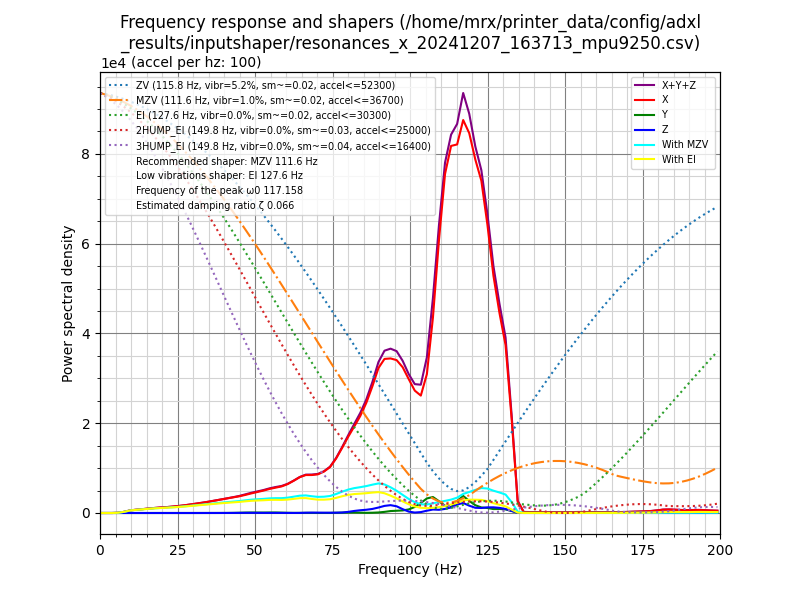 Frequency response and shapers (/home/mrx/printer_data/config/adxl
_results/inputshaper/resonances_x_20241207_163713_mpu9250.csv)
1e4 (accel per hz: 100)
ZV (115.8 Hz, vibr=5.2%, sm~=0.02, accel<=52300)
MZV (111.6 Hz, vibr=1.0%, sm~=0.02, accel<=36700)
EI (127.6 Hz, vibr=0.0%, sm~=0.02, accel<=30300)
2HUMP_EI (149.8 Hz, vibr=0.0%, sm~=0.03, accel<=25000)
3HUMP_EI (149.8 Hz, vibr=0.0%, sm~=0.04, accel<=16400)
Recommended shaper: MZV 111.6 Hz
Low vibrations shaper: EI 127.6 Hz
Frequency of the peak ω0 117.158
Estimated damping ratio ζ 0.066
X+Y+Z
X
Y
Z
With MZV
With EI
Power spectral density
8
6
4
2
0
0 25 50 75 100 125 150 175 200
Frequency (Hz)